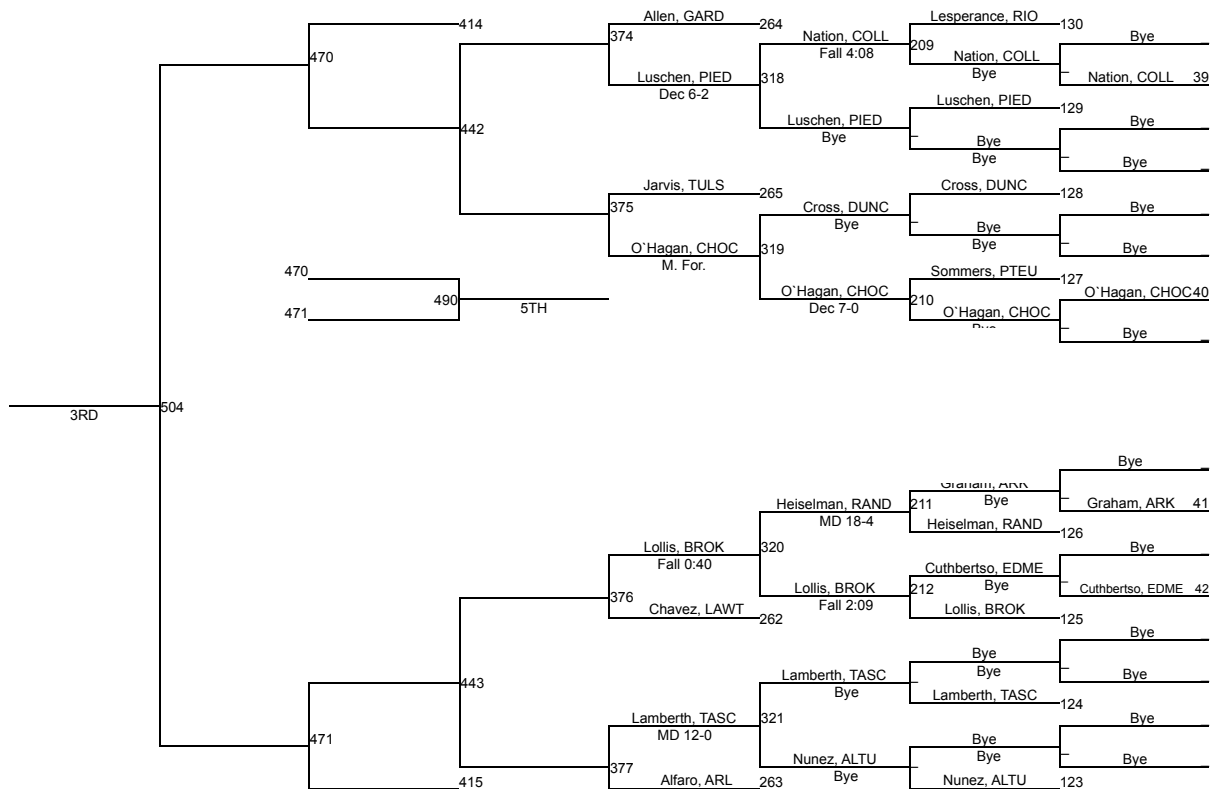 Allen, GARD
Lesperance, RIO
414
264
130
Bye
_
374
Nation, COLL
209
Fall 4:08
470
Nation, COLL
Bye
_
Nation, COLL 39
Luschen, PIED
Dec 6-2
318
Luschen, PIED
129
Luschen, PIED
Bye
442
Bye
_
_
Bye
Bye
_
Bye
_
Jarvis, TULS
265
Cross, DUNC
128
375
Cross, DUNC
Bye
Bye
_
_
Bye
Bye
_
O`Hagan, CHOC
M. For.
319
Bye
_
470
Sommers, PTEU
127
490
5TH
O`Hagan, CHOC
Dec 7-0
210
O`Hagan, CHOC40
471
O`Hagan, CHOC
_
Bye
_
504
3RD
Bye
_
Bye
_
Heiselman, RAND
MD 18-4
211
Graham, ARK 41
Heiselman, RAND
126
Lollis, BROK
Fall 0:40
320
Bye
_
Cuthbertso, EDME
Bye
_
376
Lollis, BROK
Fall 2:09
212
Cuthbertso, EDME 42
Chavez, LAWT
262
Lollis, BROK
125
Bye
_
Bye
_
443
Lamberth, TASC
Bye
_
Bye
_
Lamberth, TASC
124
Lamberth, TASC
MD 12-0
321
Bye
_
471
Bye
Bye
_
377
Nunez, ALTU
Bye
_
Bye
_
415
Alfaro, ARL
263
Nunez, ALTU
123